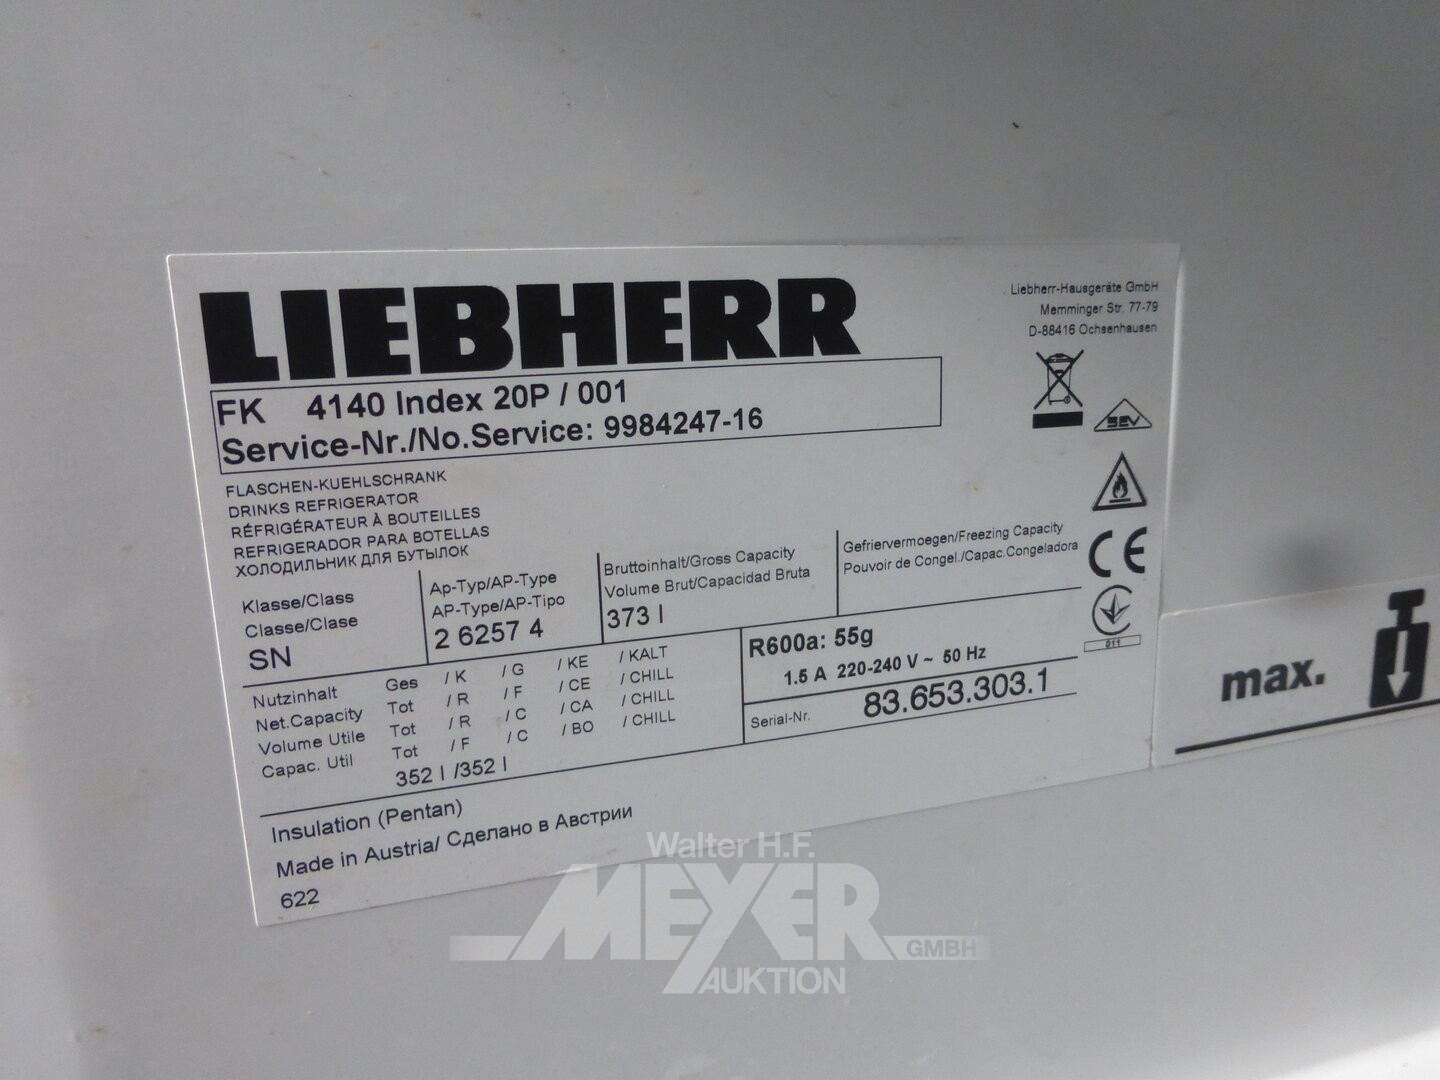 LIEBHERR
Liebherr-Hausgeräte GmbH
Memminger Str. 77-79
D-88416 Ochsenhausen
FK 4140 Index 20P / 001
Service-Nr./No.Service: 9984247-16
SEV
FLASCHEN-KUEHLSCHRANK
DRINKS REFRIGERATOR
RÉFRIGÉRATEUR À BOUTEILLES
REFRIGERADOR PARA BOTELLAS
ХОЛОДИЛЬНИК ДЛЯ БУТЫЛОК
Klasse/Class
Classe/Clase
SN
Ap-Typ/AP-Type
AP-Type/AP-Tipo
2 6257 4
Bruttoinhalt/Gross Capacity
Volume Brut/Capacidad Bruta
373 l
Gefriervermoegen/Freezing Capacity
Pouvoir de Congel./Capac.Congeladora
CE
011
Nutzinhalt Ges / K / G / KE / KALT
Net.Capacity Tot / R / F / CE / CHILL
Volume Utile Tot / R / C / CA / CHILL
Capac. Util Tot / F / C / BO / CHILL
352 l /352 l
R600a: 55g
1.5 A 220-240 V ~ 50 Hz
Serial-Nr. 83.653.303.1
Insulation (Pentan)
Made in Austria/ Сделано в Австрии
622
max.
Walter H.F.
MEYER
GMBH
AUKTION